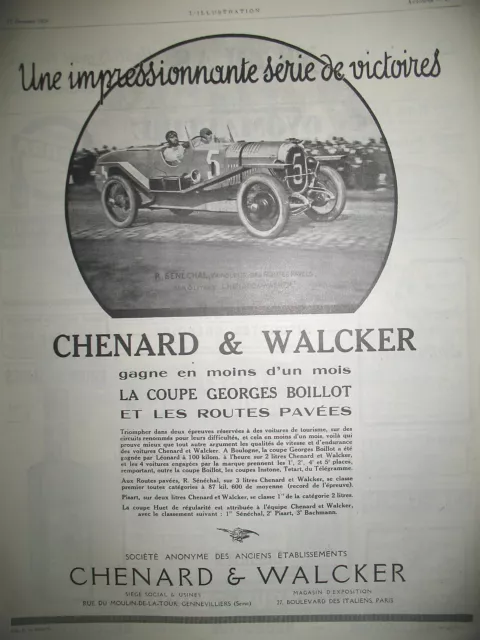 L'ILLUSTRATION
Une impressionnante série de victoires
5
5
R. SÉNÉCHAL,
CHENARD & WALCKER
gagne en moins d'un mois
LA COUPE GEORGES BOILLOT
ET LES ROUTES PAVÉES
Triompher dans deux épreuves réservées à des voitures de tourisme, sur des
circuits renommés pour leurs difficultés, et cela en moins d'un mois, voilà qui
prouve mieux que tout autre argument les qualités de vitesse et d'endurance
des voitures Chenard et Walcker. A Boulogne, la coupe Georges Boillot a été
gagnée par Léonard à 100 kilom. à l'heure sur 2 litres Chenard et Walcker,
et les 4 voitures engagées par la marque prennent les 1e, 2e, 4e et 5e places,
remportant, outre la coupe Boillot, les coupes Instone, Tetart, du Télégramme.
Aux Routes pavées, R. Sénéchal, sur 3 litres Chenard et Walcker, se classe
premier toutes catégories à 87 kil. 600 de moyenne (record de l'épreuve).
Pisart, sur deux litres Chenard et Walcker, se classe 1er de la catégorie 2 litres.
La coupe Huet de régularité est attribuée à l'équipe Chenard et Walcker,
avec le classement suivant : 1er Sénéchal, 2e Pisart, 3e Bachmann.
SOCIÉTÉ ANONYME DES ANCIENS ÉTABLISSEMENTS
CHENARD & WALCKER
SIÈGE SOCIAL & USINES
RUE DU MOULIN-DE-LA-TOUR, GENNEVILLIERS (Seine)
MAGASIN D'EXPOSITION
27, BOULEVARD DES ITALIENS, PARIS